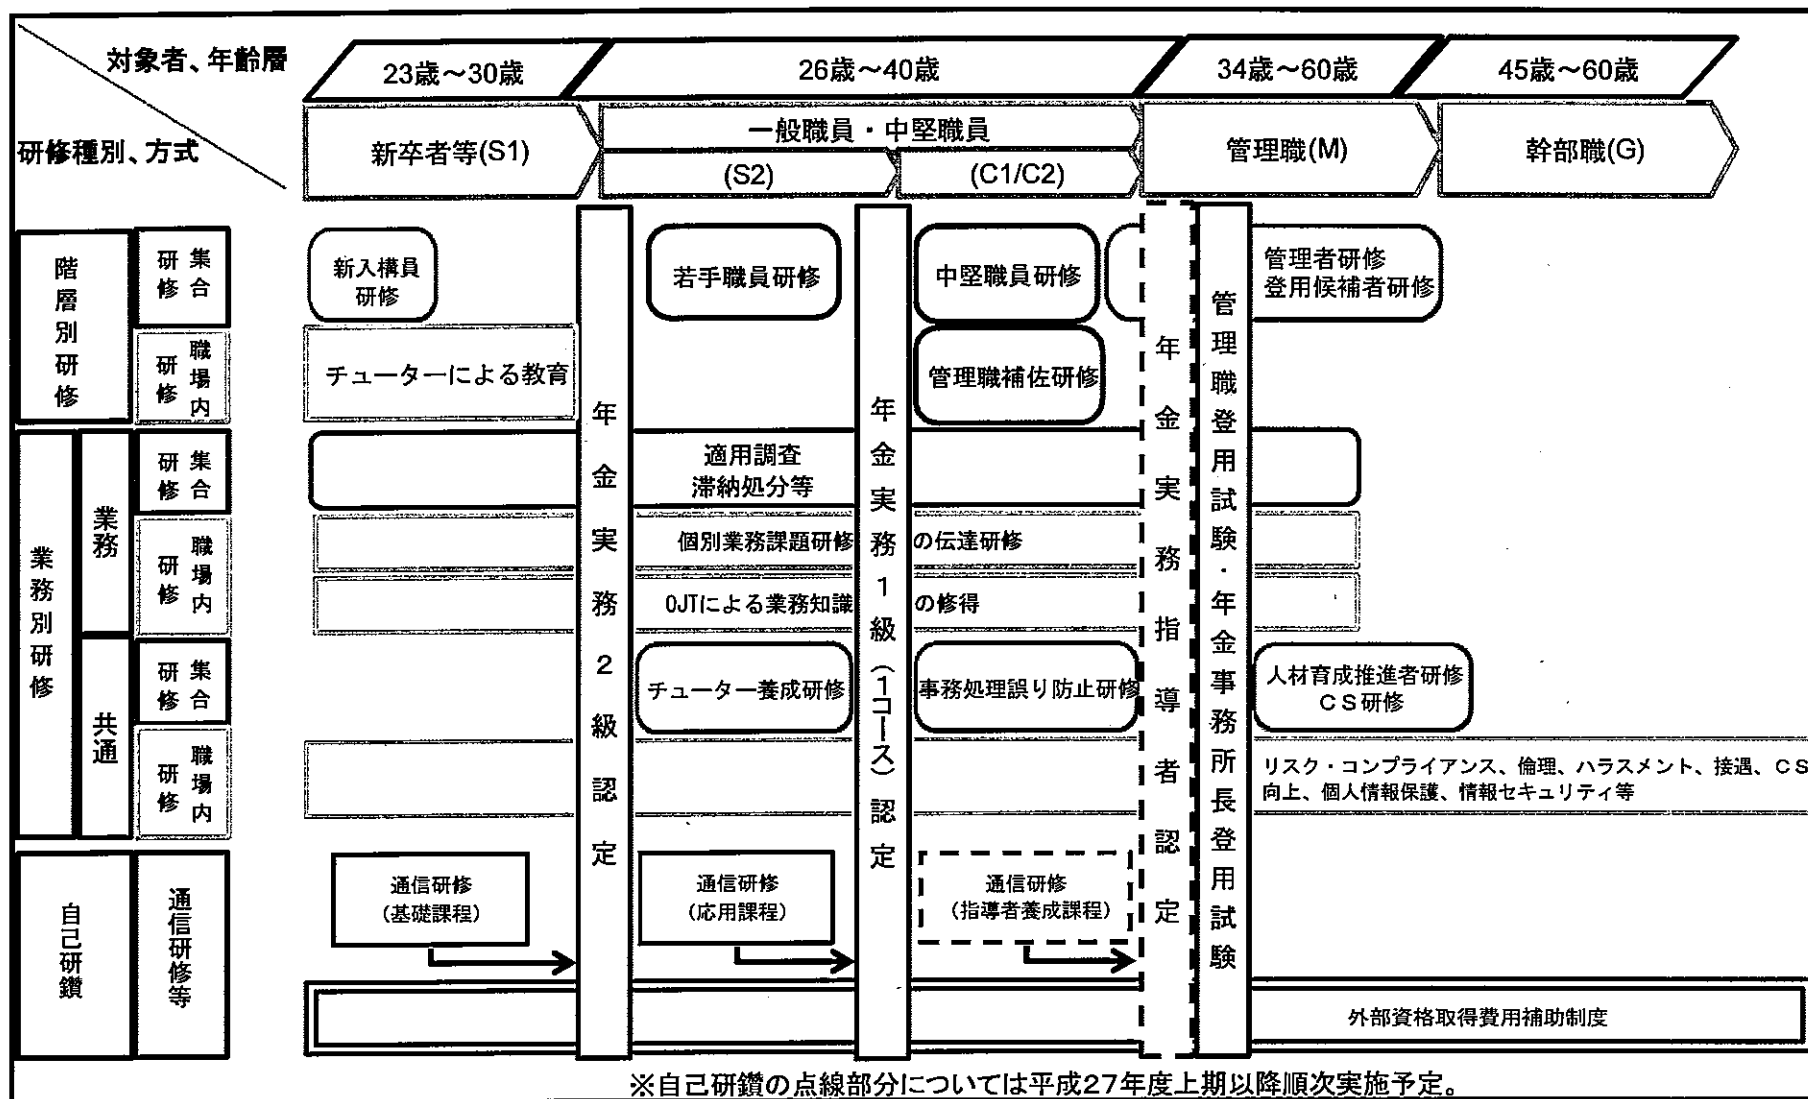 対象者、年齢層
研修種別、方式
23歳～30歳
26歳～40歳
34歳～60歳
45歳～60歳
新卒者等(S1)
一般職員・中堅職員
(S2)
(C1/C2)
管理職(M)
幹部職(G)
階層別研修
集合研修
新入構員
研修
若手職員研修
中堅職員研修
管理者研修
登用候補者研修
職場内研修
チューターによる教育
管理職補佐研修
業務別研修
業務
集合研修
適用調査
滞納処分等
職場内研修
個別業務課題研修の伝達研修
OJTによる業務知識の修得
共通
集合研修
チューター養成研修
事務処理誤り防止研修
人材育成推進者研修
CS研修
職場内研修
リスク・コンプライアンス、倫理、ハラスメント、接遇、CS
向上、個人情報保護、情報セキュリティ等
自己研鑽
通信研修等
通信研修
(基礎課程)
通信研修
(応用課程)
通信研修
(指導者養成課程)
外部資格取得費用補助制度
年金実務2級認定
年金実務1級(1コース)認定
年金実務指導者認定
管理職登用試験・年金事務所長登用試験
※自己研鑽の点線部分については平成27年度上期以降順次実施予定。